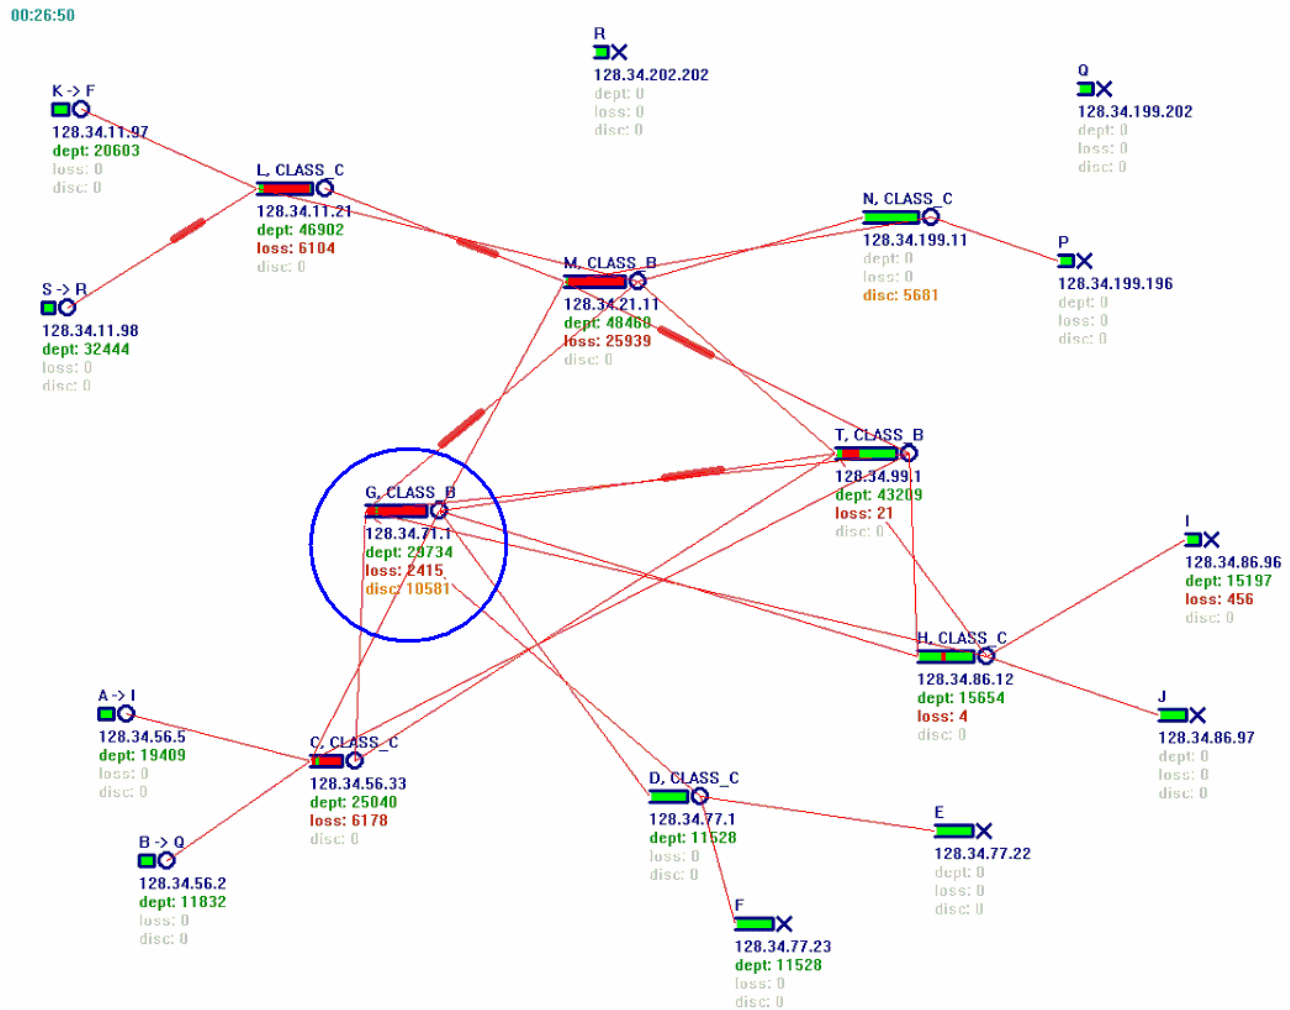 00:26:50
R
128.34.202.202
dept: 0
loss: 0
disc: 0
Q
128.34.199.202
dept: 0
loss: 0
disc: 0
K -> F
128.34.11.97
dept: 20603
loss: 0
disc: 0
L, CLASS_C
128.34.11.21
dept: 46902
loss: 6104
disc: 0
N, CLASS_C
128.34.199.11
dept: 0
loss: 0
disc: 5681
P
128.34.199.196
dept: 0
loss: 0
disc: 0
S -> R
128.34.11.98
dept: 32444
loss: 0
disc: 0
M, CLASS_B
128.34.21.11
dept: 48460
loss: 25939
disc: 0
T, CLASS_B
128.34.99.1
dept: 43209
loss: 21
disc: 0
G, CLASS_B
128.34.71.1
dept: 29734
loss: 2415
disc: 10581
I
128.34.86.96
dept: 15197
loss: 456
disc: 0
H, CLASS_C
128.34.86.12
dept: 15654
loss: 4
disc: 0
J
128.34.86.97
dept: 0
loss: 0
disc: 0
A -> I
128.34.56.5
dept: 19409
loss: 0
disc: 0
C, CLASS_C
128.34.56.33
dept: 25040
loss: 6178
disc: 0
D, CLASS_C
128.34.77.1
dept: 11528
loss: 0
disc: 0
E
128.34.77.22
dept: 0
loss: 0
disc: 0
B -> Q
128.34.56.2
dept: 11832
loss: 0
disc: 0
F
128.34.77.23
dept: 11528
loss: 0
disc: 0